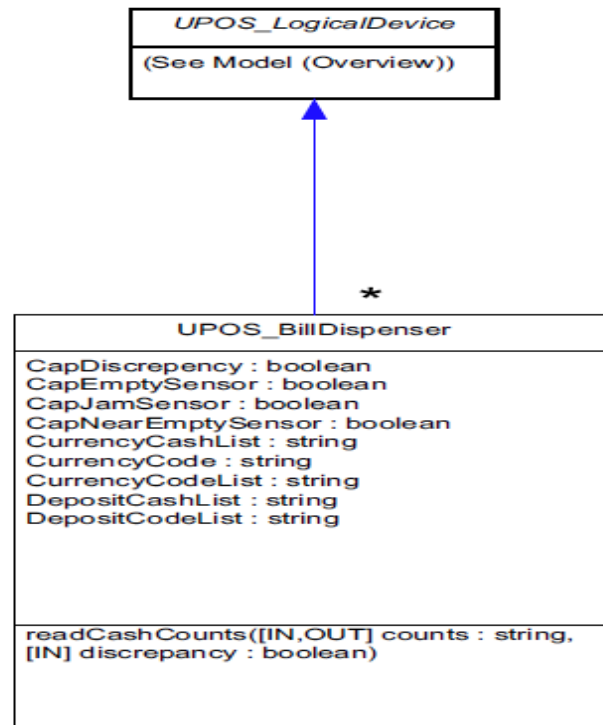 UPOS_LogicalDevice
(See Model (Overview))
*
UPOS_BillDispenser
CapDiscrepency : boolean
CapEmptySensor : boolean
CapJamSensor : boolean
CapNearEmptySensor : boolean
CurrencyCashList : string
CurrencyCode : string
CurrencyCodeList : string
DepositCashList : string
DepositCodeList : string
readCashCounts([IN,OUT] counts : string,
[IN] discrepancy : boolean)